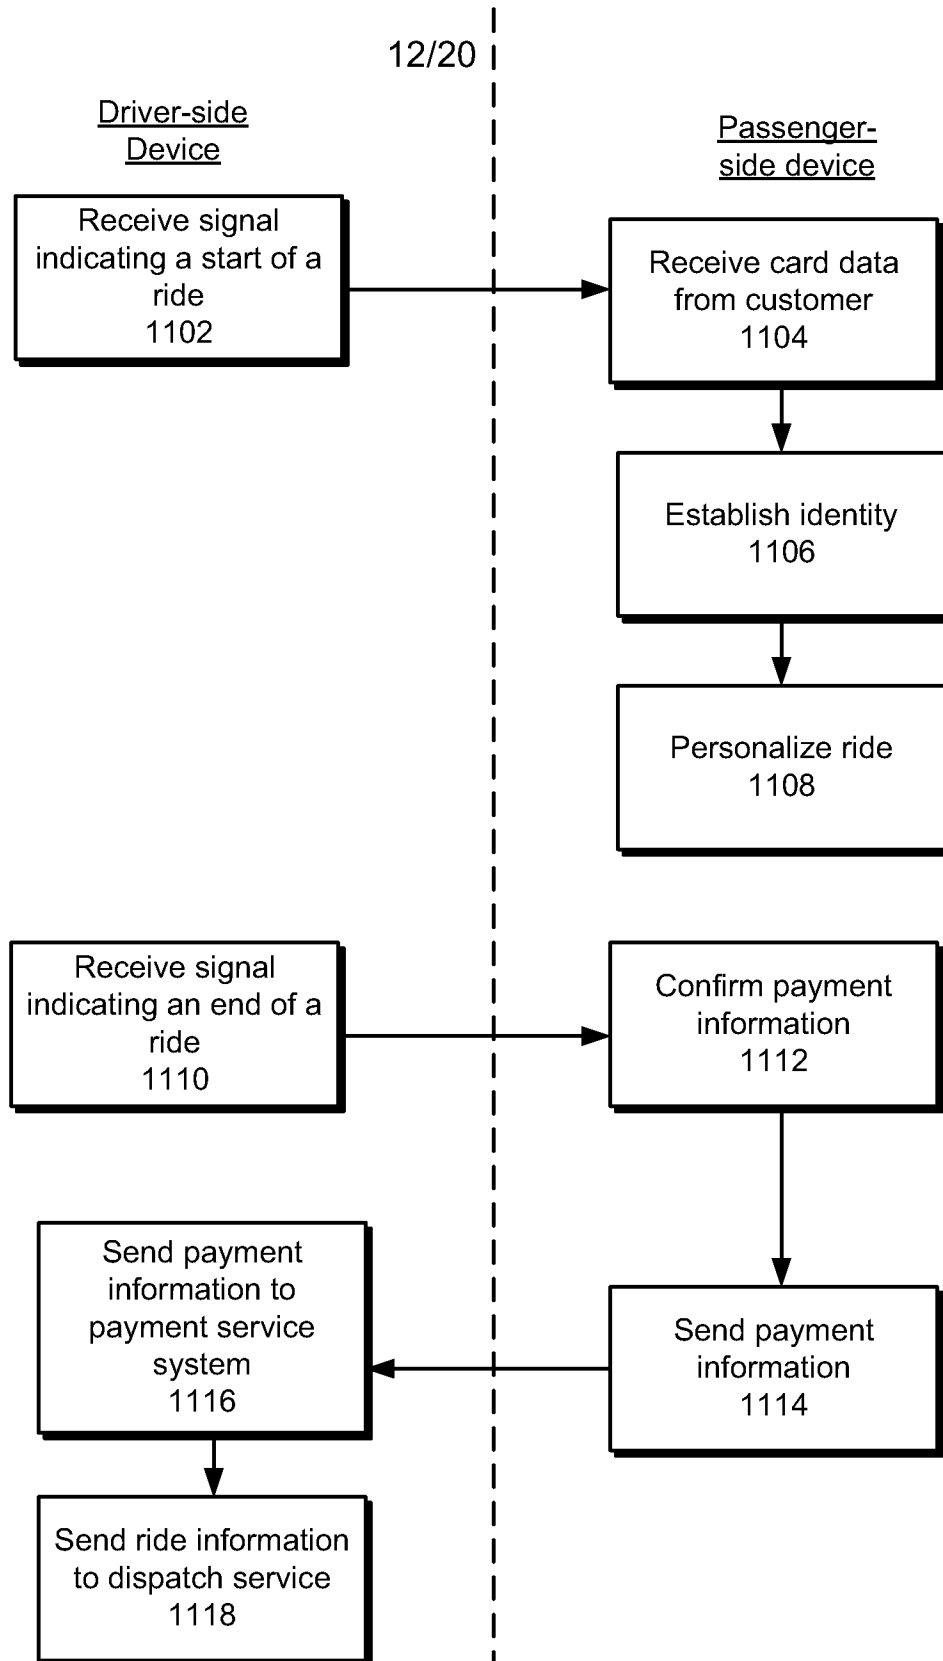 12/20
Driver-side
Device
Passenger-
side device
Receive signal
indicating a start of a
ride
1102
Receive card data
from customer
1104
Establish identity
1106
Personalize ride
1108
Receive signal
indicating an end of a
ride
1110
Confirm payment
information
1112
Send payment
information
1114
Send payment
information to
payment service
system
1116
Send ride information
to dispatch service
1118